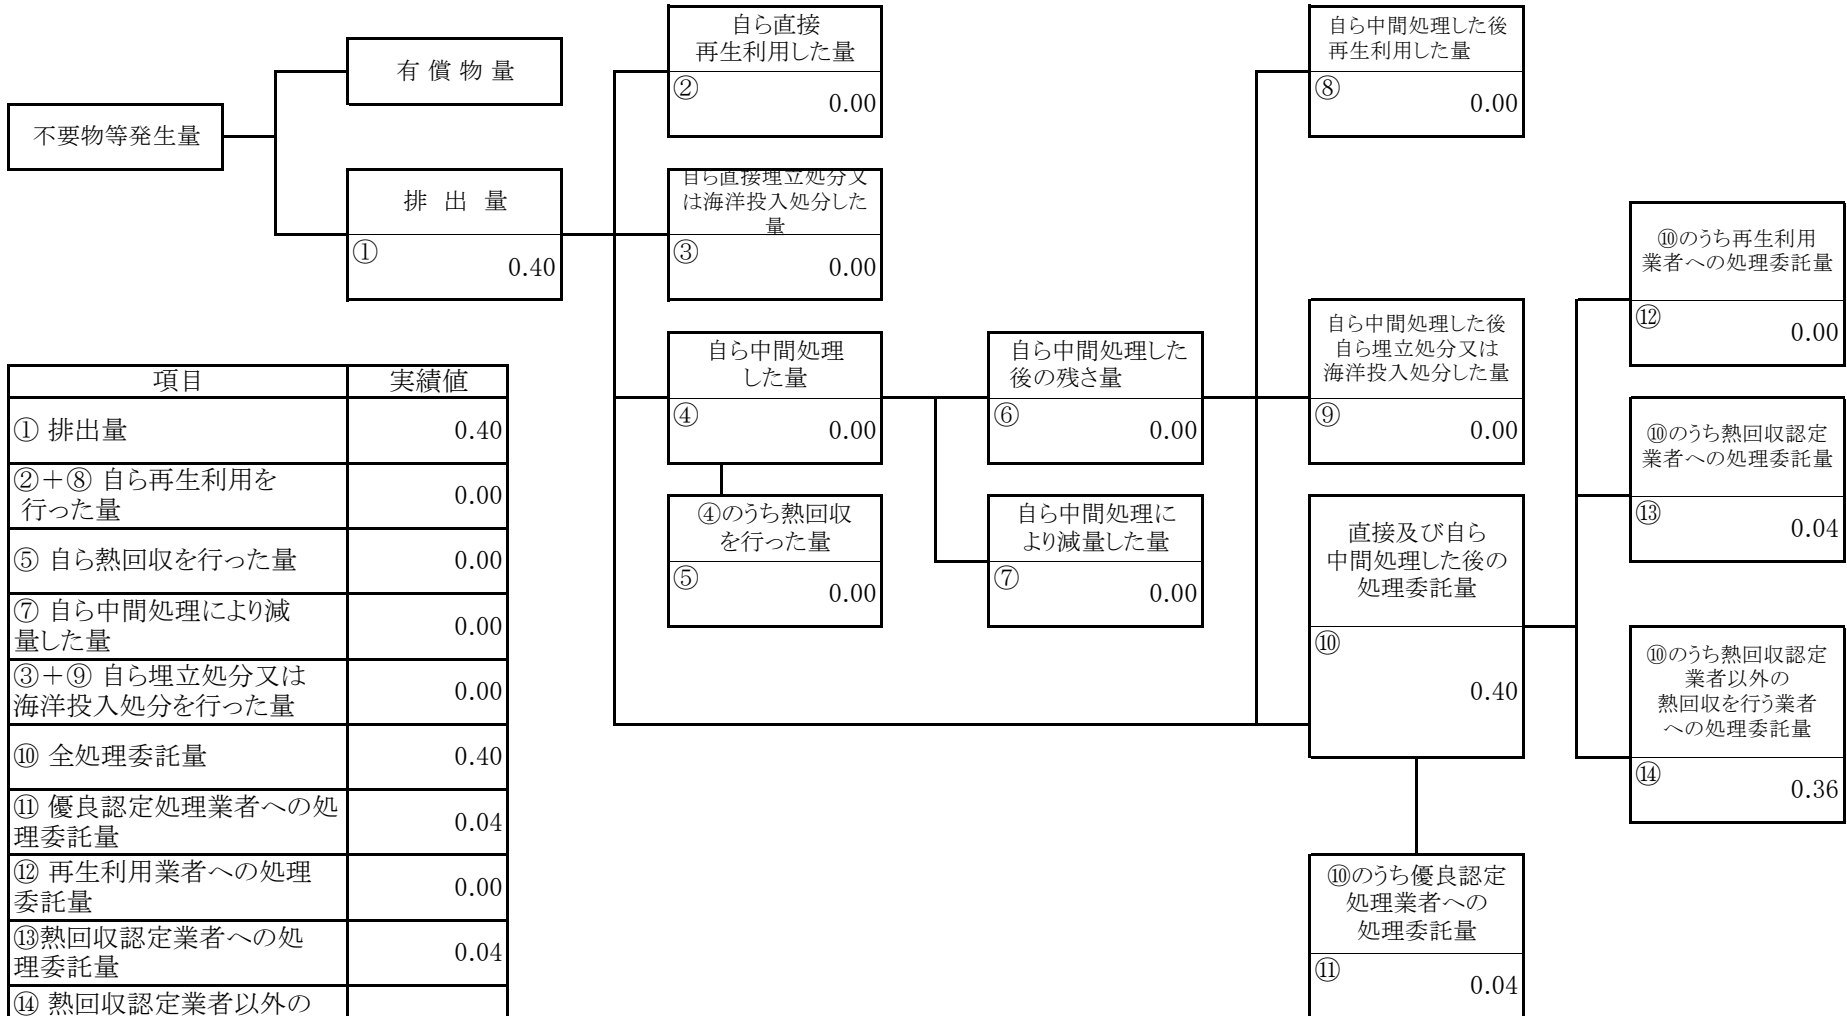 不要物等発生量
有 償 物 量
排 出 量
①
0.40
自ら直接
再生利用した量
②
0.00
自ら直接埋立処分又
は海洋投入処分した
量
③
0.00
自ら中間処理
した量
④
0.00
④のうち熱回収
を行った量
⑤
0.00
自ら中間処理した
後の残さ量
⑥
0.00
自ら中間処理に
より減量した量
⑦
0.00
自ら中間処理した後
再生利用した量
⑧
0.00
自ら中間処理した後
自ら埋立処分又は
海洋投入処分した量
⑨
0.00
直接及び自ら
中間処理した後の
処理委託量
⑩
0.40
⑩のうち優良認定
処理業者への
処理委託量
⑪
0.04
⑩のうち再生利用
業者への処理委託量
⑫
0.00
⑩のうち熱回収認定
業者への処理委託量
⑬
0.04
⑩のうち熱回収認定
業者以外の
熱回収を行う業者
への処理委託量
⑭
0.36
項目 実績値
① 排出量 0.40
②+⑧ 自ら再生利用を
行った量 0.00
⑤ 自ら熱回収を行った量 0.00
⑦ 自ら中間処理により減
量した量 0.00
③+⑨ 自ら埋立処分又は
海洋投入処分を行った量 0.00
⑩ 全処理委託量 0.40
⑪ 優良認定処理業者への処
理委託量 0.04
⑫ 再生利用業者への処理
委託量 0.00
⑬熱回収認定業者への処
理委託量 0.04
⑭ 熱回収認定業者以外の